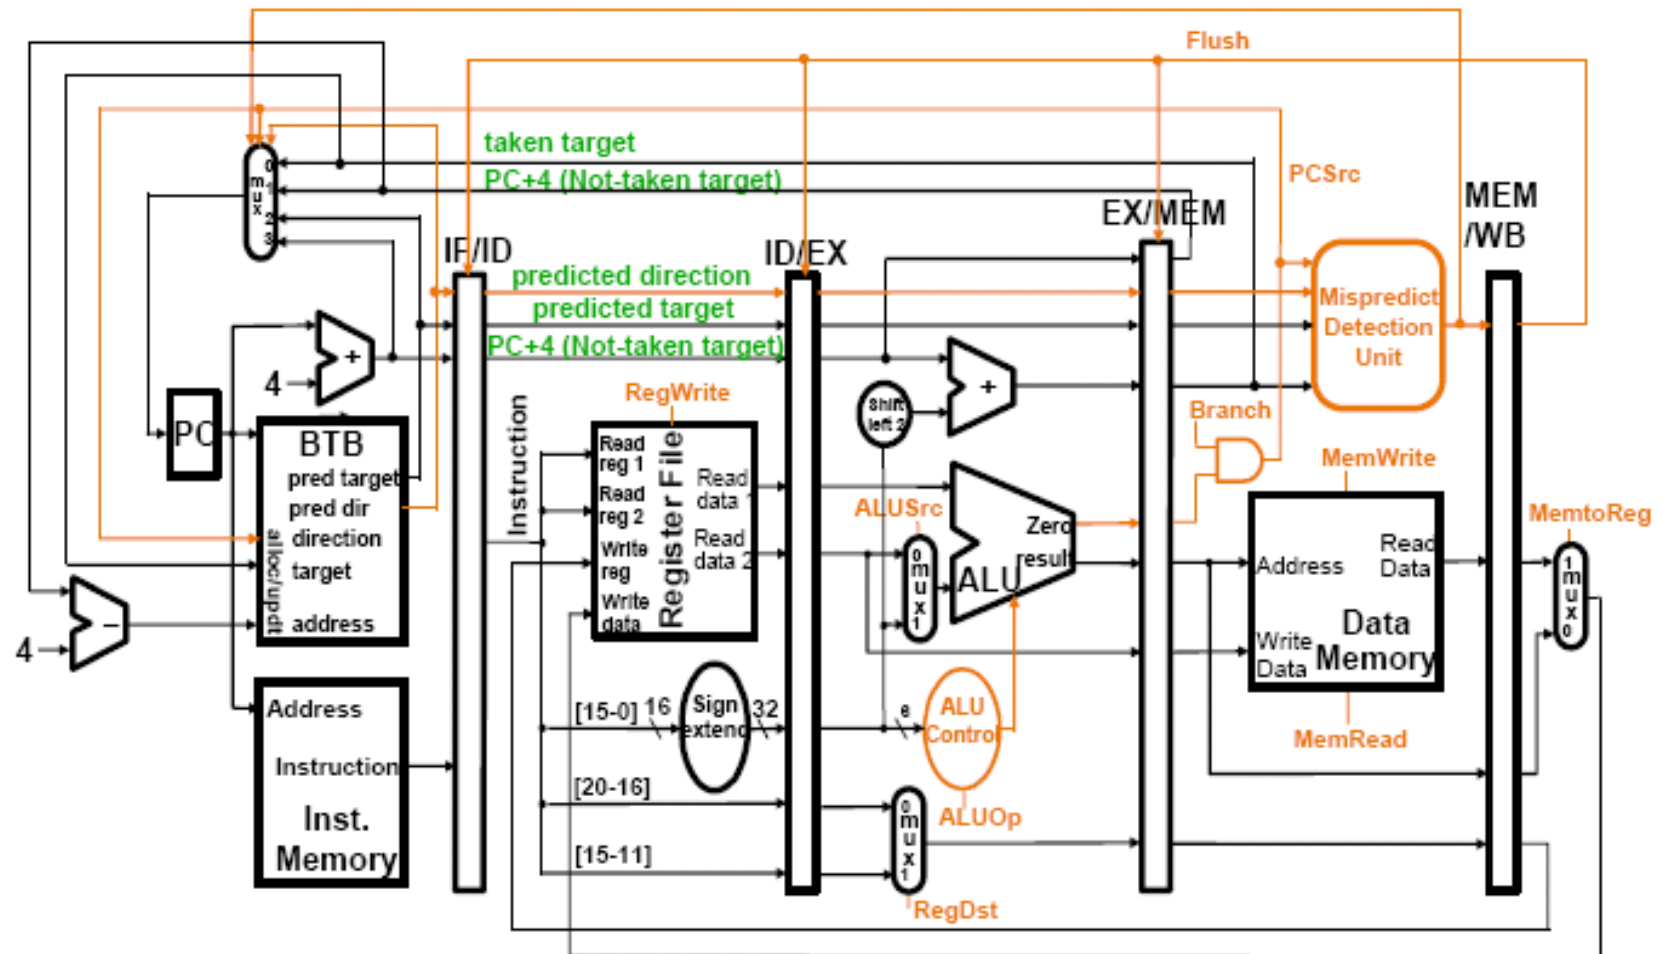 Flush
taken target
PC+4 (Not-taken target)
PCSrc
MEM
/WB
EX/MEM
IF/ID
ID/EX
0
1
2
3
mux
predicted direction
predicted target
PC+4 (Not-taken target)
Mispredict
Detection
Unit
+
4
+
PC
BTB
pred target
pred dir
direction
target
address
alloc/updt
−
4
RegWrite
Shift
left 2
Branch
Instruction
Read
reg 1
Read
reg 2
Write
reg
Write
data
Register File
Read
data 1
Read
data 2
ALUSrc
0
mux
1
Zero
result
ALU
MemWrite
MemtoReg
Address
Read
Data
Write
Data
Data
Memory
MemRead
1
mux
0
Address
Instruction
Inst.
Memory
[15-0]
16
Sign
extend
32
6
ALU
Control
ALUOp
[20-16]
[15-11]
0
mux
1
RegDst